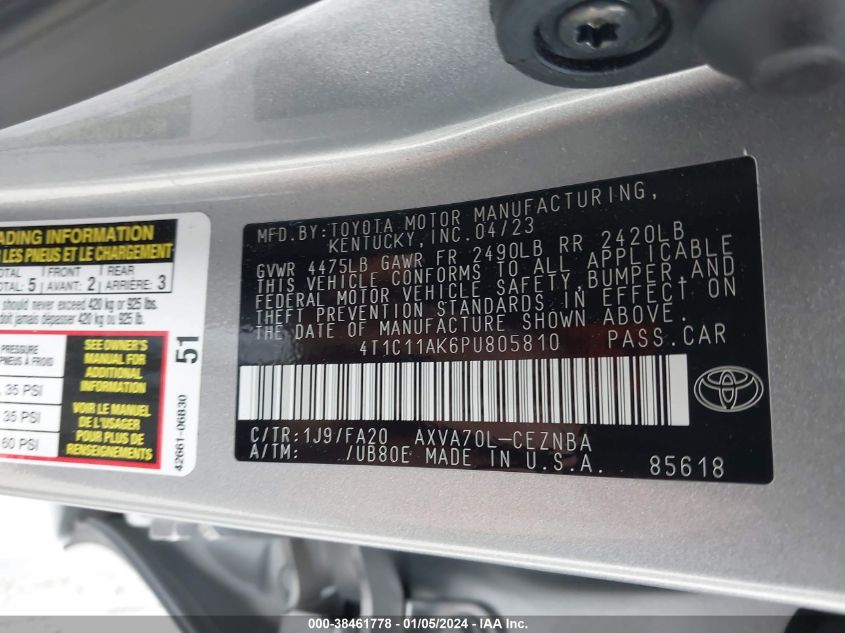 ADING INFORMATION
LES PNEUS ET LE CHARGEMENT
TOTAL FRONT REAR
TOTAL : 5 AVANT: 2 ARRIÈRE: 3
should never exceed 420 kg or 925 lbs.
doit jamais dépasser 420 kg ou 925 lb.
PRESSURE
PNEUS À FROID
35 PSI
35 PSI
60 PSI
SEE OWNER'S
MANUAL FOR
ADDITIONAL
INFORMATION
VOIR LE MANUEL
DE L'USAGER
POUR PLUS DE
RENSEIGNEMENTS
51
42661-06B30
MFD.BY:TOYOTA MOTOR MANUFACTURING,
KENTUCKY, INC.04/23
GVWR 4475LB GAWR FR 2490LB RR 2420LB
THIS VEHICLE CONFORMS TO ALL APPLICABLE
FEDERAL MOTOR VEHICLE SAFETY,BUMPER,AND
THEFT PREVENTION STANDARDS IN EFFECT ON
THE DATE OF MANUFACTURE SHOWN ABOVE.
4T1C11AK6PU805810 PASS.CAR
C/TR:1J9/FA20 AXVA70L-CEZNBA
A/TM: /UB80E MADE IN U.S.A. 85618
000-38461778 - 01/05/2024 - IAA Inc.